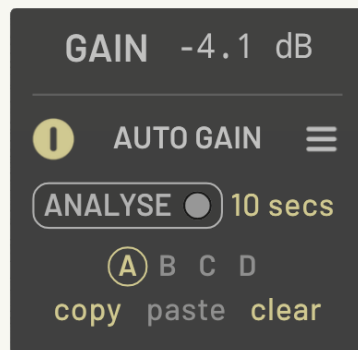 GAIN -4.1 dB
AUTO GAIN
ANALYSE 10 secs
A B C D
copy paste clear